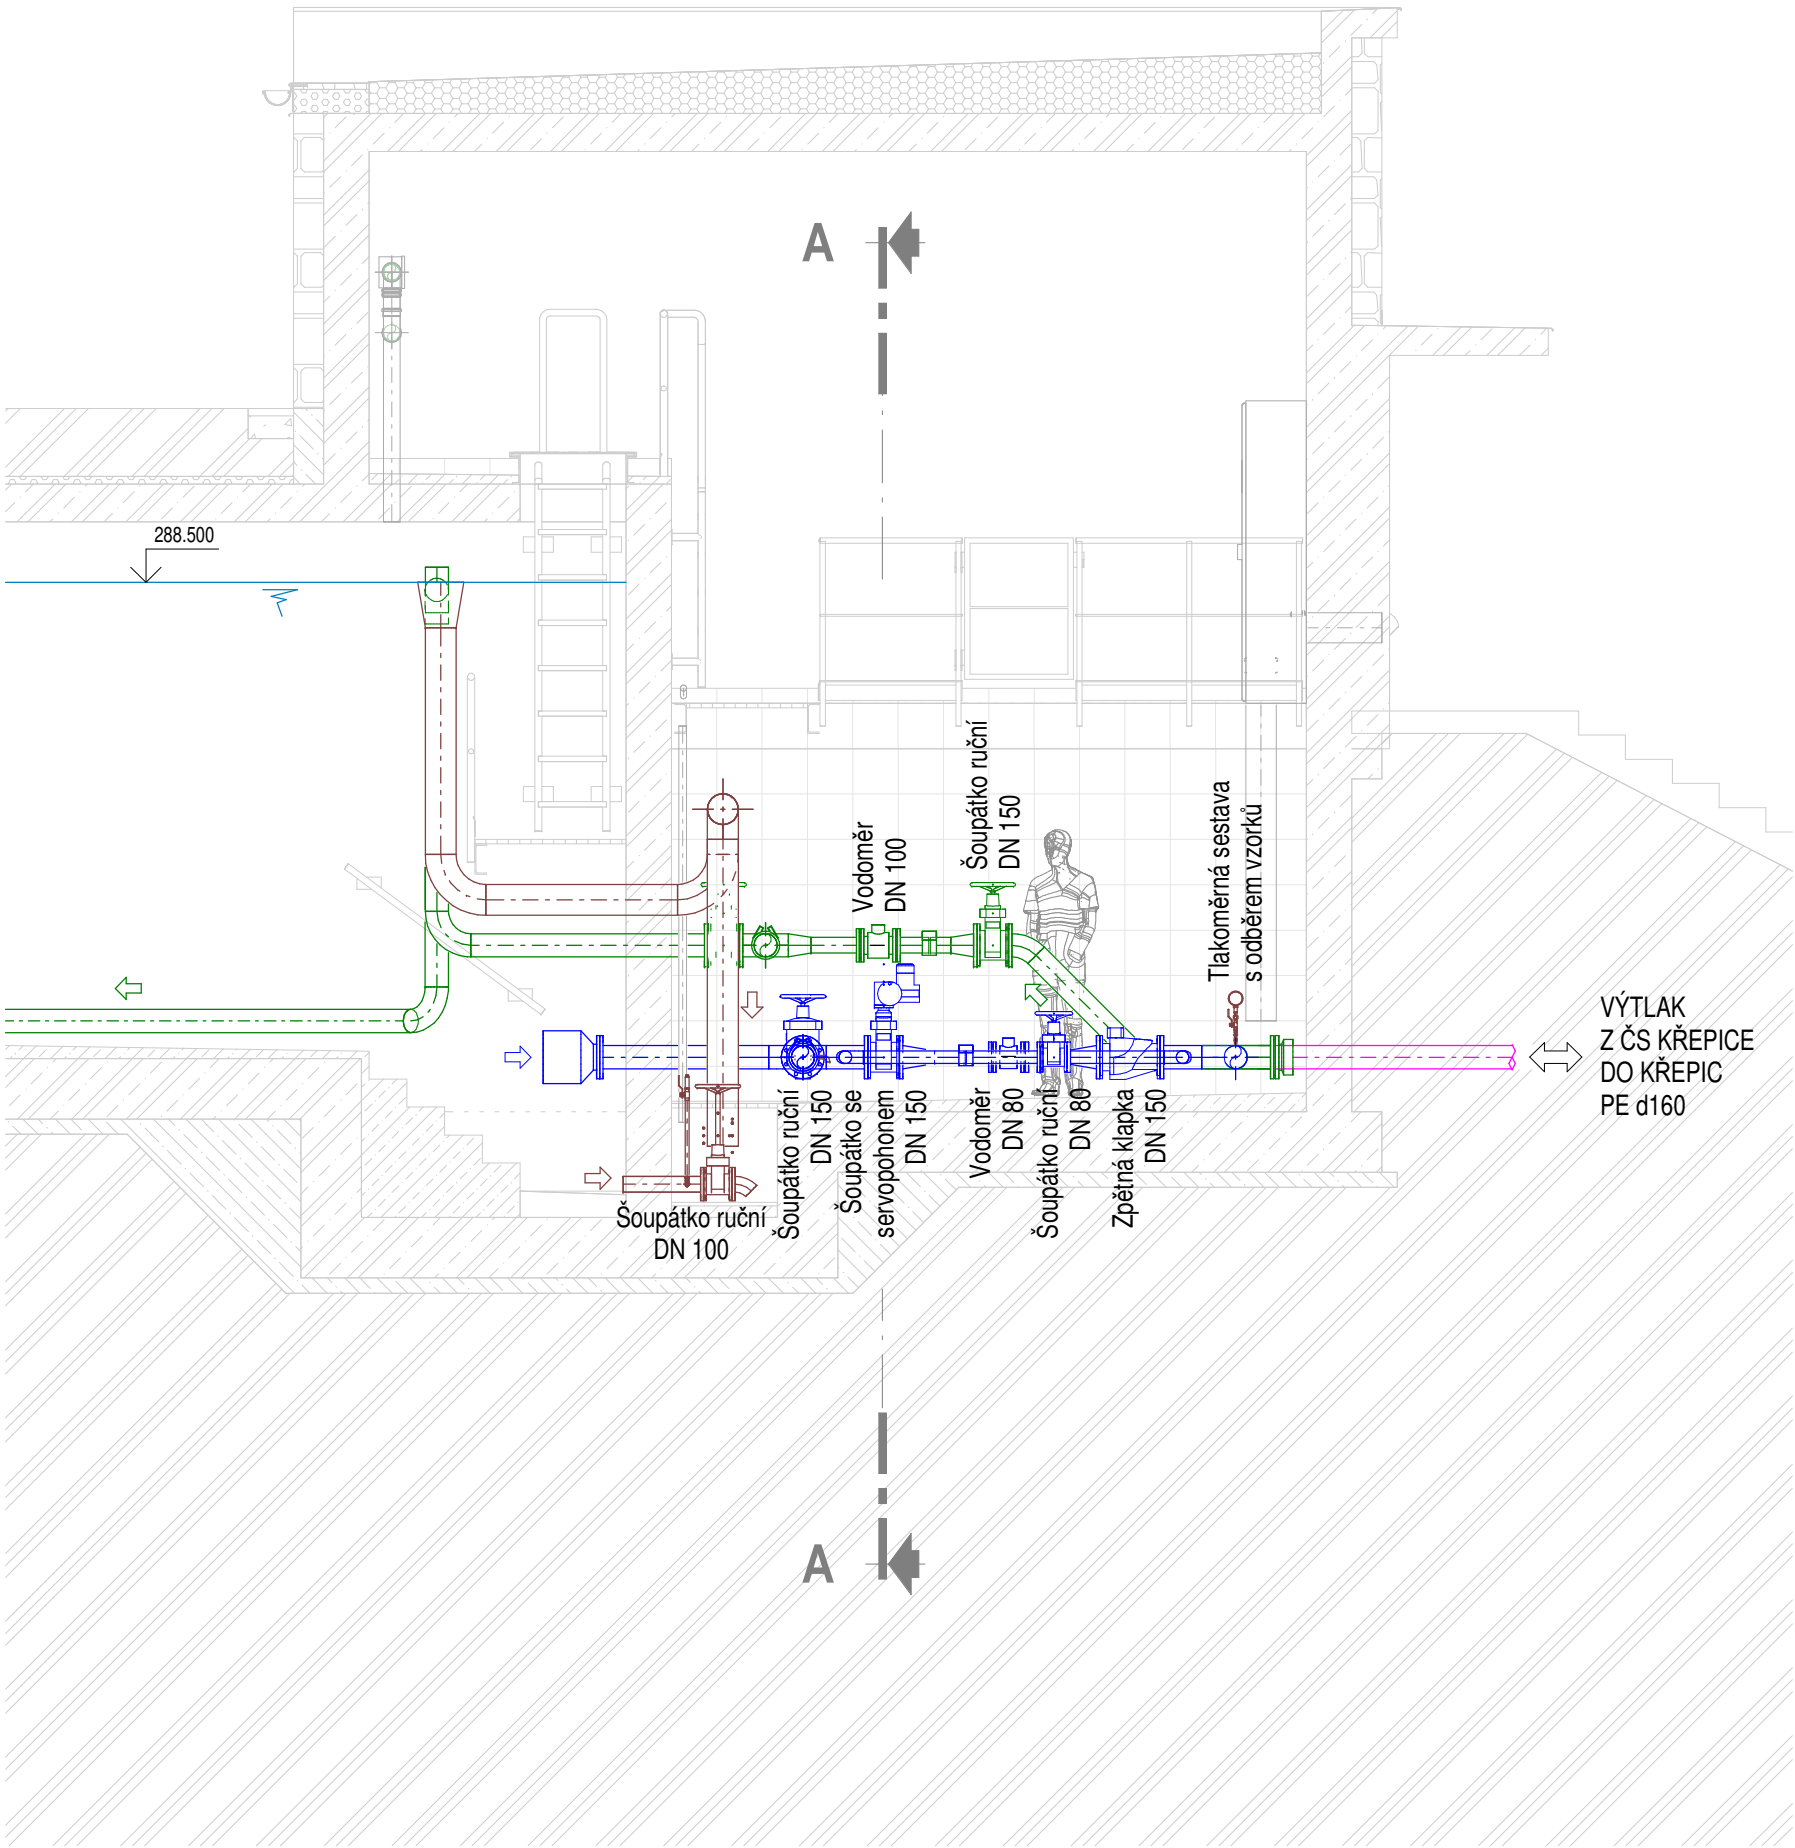 A
288.500
Šoupátko ruční
DN 150
Vodoměr
DN 100
Tlakoměrná sestava
s odběrem vzorků
VÝTLAK
Z ČS KŘEPICE
DO KŘEPIC
PE d160
Šoupátko ruční
DN 150
Šoupátko se
servopohonem
DN 150
Vodoměr
DN 80
Šoupátko ruční
DN 80
Zpětná klapka
DN 150
Šoupátko ruční
DN 100
A